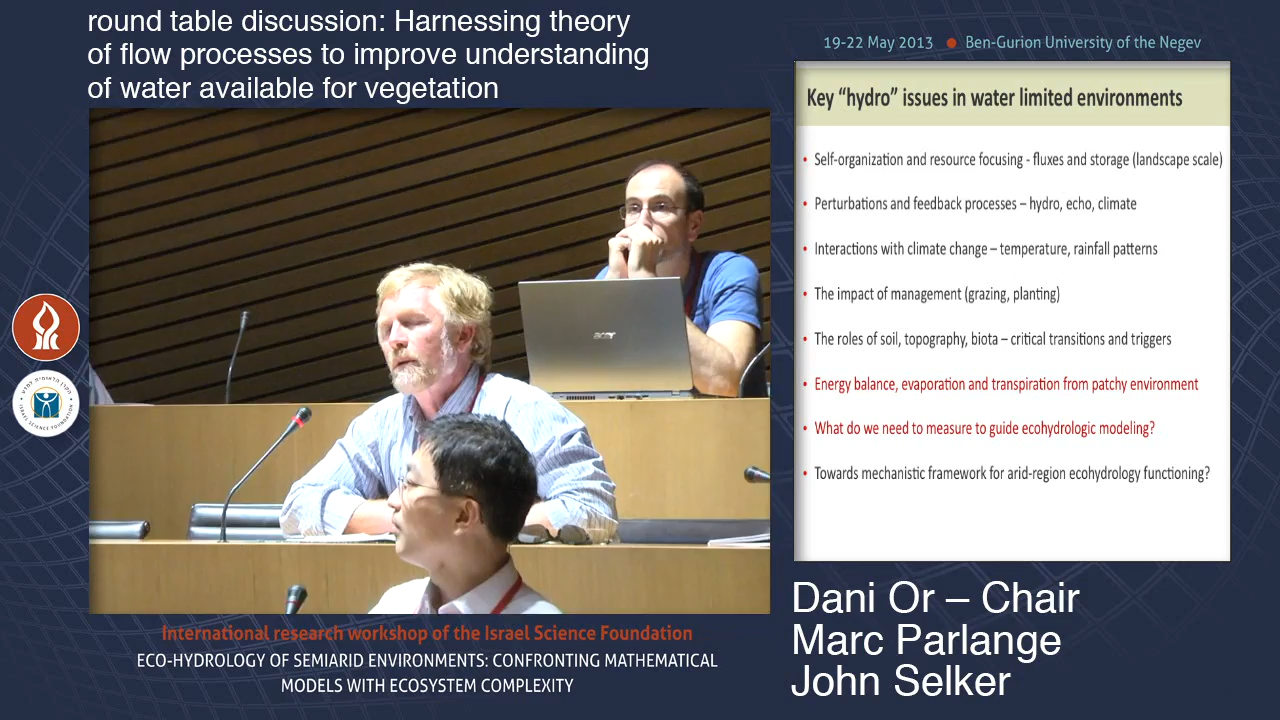 round table discussion: Harnessing theory
of flow processes to improve understanding
of water available for vegetation
19-22 May 2013 ● Ben-Gurion University of the Negev
Key “hydro” issues in water limited environments
• Self-organization and resource focusing - fluxes and storage (landscape scale)
• Perturbations and feedback processes – hydro, echo, climate
• Interactions with climate change – temperature, rainfall patterns
• The impact of management (grazing, planting)
• The roles of soil, topography, biota – critical transitions and triggers
• Energy balance, evaporation and transpiration from patchy environment
• What do we need to measure to guide ecohydrologic modeling?
• Towards mechanistic framework for arid-region ecohydrology functioning?
acer
ISRAEL SCIENCE FOUNDATION
Dani Or – Chair
Marc Parlange
John Selker
International research workshop of the Israel Science Foundation
ECO-HYDROLOGY OF SEMIARID ENVIRONMENTS: CONFRONTING MATHEMATICAL
MODELS WITH ECOSYSTEM COMPLEXITY